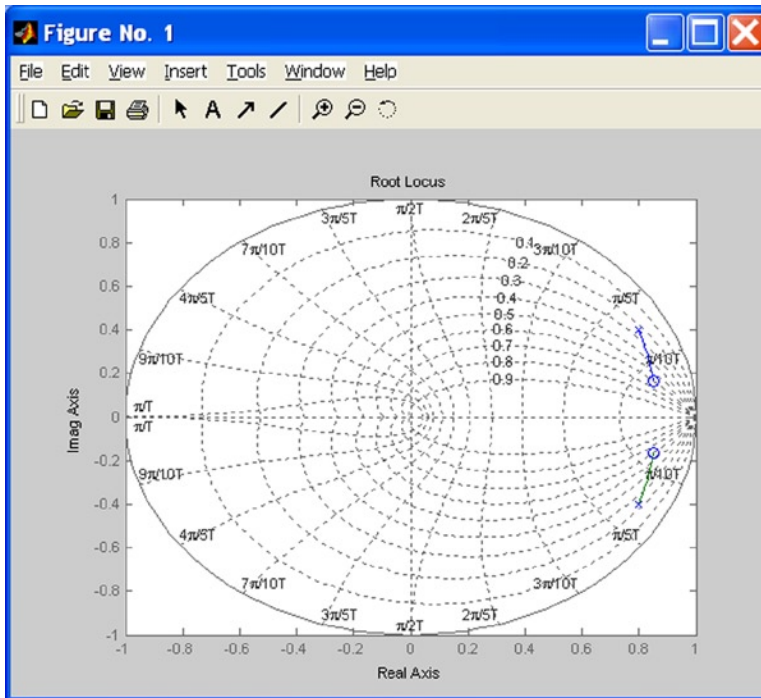 Figure No. 1
File Edit View Insert Tools Window Help
A
Root Locus
1
0.8
0.6
0.4
0.2
0
-0.2
-0.4
-0.6
-0.8
-1
Imag Axis
π/2T
3π/5T
2π/5T
7π/10T
3π/10T
4π/5T
π/5T
9π/10T
π/10T
π/T
π/T
9π/10T
π/10T
4π/5T
π/5T
7π/10T
3π/10T
3π/5T
2π/5T
π/2T
0.1
0.2
0.3
0.4
0.5
0.6
0.7
0.8
0.9
-1 -0.8 -0.6 -0.4 -0.2 0 0.2 0.4 0.6 0.8 1
Real Axis